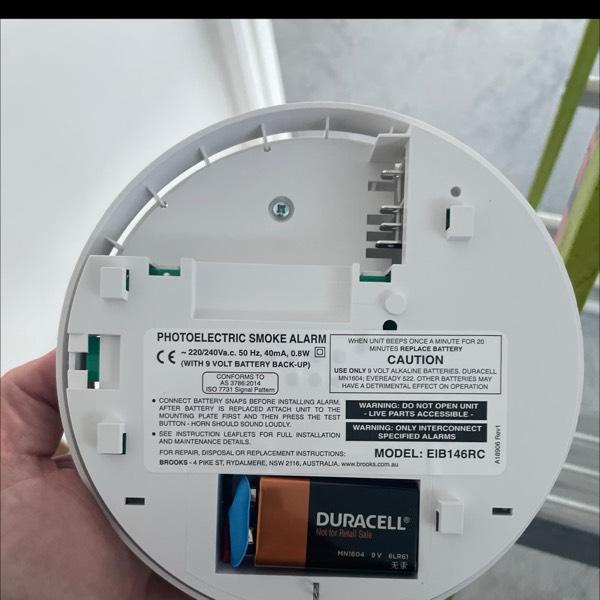 PHOTOELECTRIC SMOKE ALARM
CE ~ 220/240Va.c. 50 Hz, 40mA, 0.8W
(WITH 9 VOLT BATTERY BACK-UP)
CONFORMS TO
AS 3786:2014
ISO 7731 Signal Pattern
• CONNECT BATTERY SNAPS BEFORE INSTALLING ALARM.
AFTER BATTERY IS REPLACED ATTACH UNIT TO THE
MOUNTING PLATE FIRST AND THEN PRESS THE TEST
BUTTON - HORN SHOULD SOUND LOUDLY.
• SEE INSTRUCTION LEAFLETS FOR FULL INSTALLATION
AND MAINTENANCE DETAILS.
FOR REPAIR, DISPOSAL OR REPLACEMENT INSTRUCTIONS:
BROOKS - 4 PIKE ST, RYDALMERE, NSW 2116, AUSTRALIA. www.brooks.com.au
WHEN UNIT BEEPS ONCE A MINUTE FOR 20
MINUTES REPLACE BATTERY
CAUTION
USE ONLY 9 VOLT ALKALINE BATTERIES. DURACELL
MN1604; EVEREADY 522. OTHER BATTERIES MAY
HAVE A DETRIMENTAL EFFECT ON OPERATION
WARNING: DO NOT OPEN UNIT
- LIVE PARTS ACCESSIBLE -
WARNING: ONLY INTERCONNECT
SPECIFIED ALARMS
MODEL: EIB146RC
A18906 Rev1
DURACELL®
Not for Retail Sale
MN1604 9V 6LR61
无汞